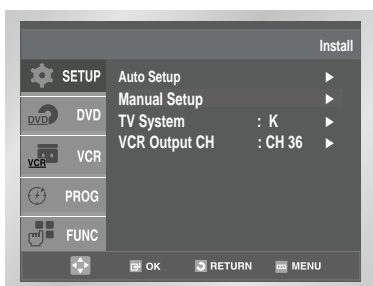 Install
SETUP
DVD DVD
VCR VCR
PROG
FUNC
Auto Setup
Manual Setup
TV System : K
VCR Output CH : CH 36
OK RETURN MENU